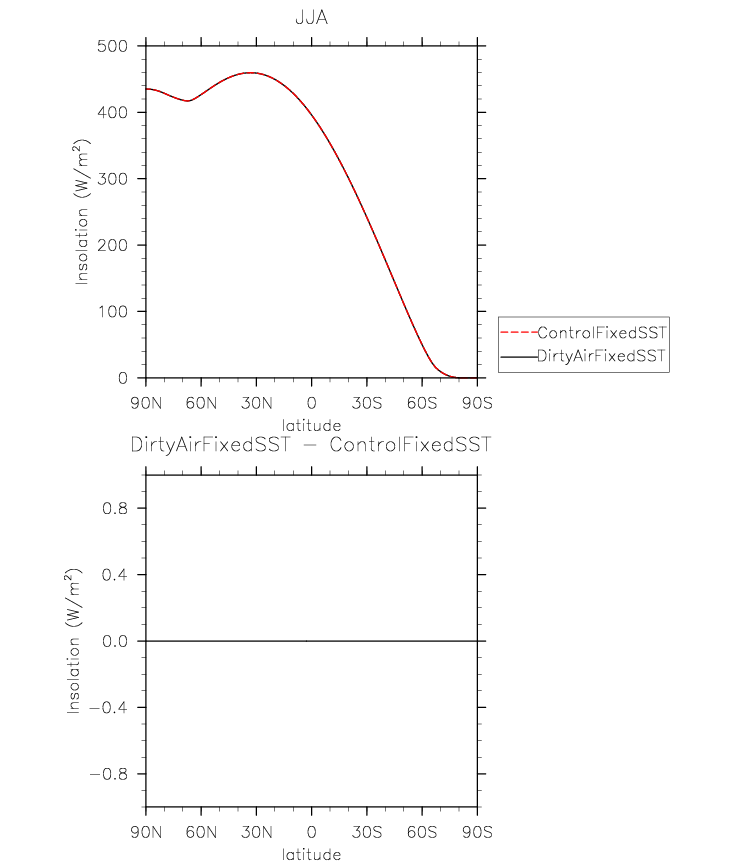 JJA
500
400
300
200
100
0
Insolation (W/m²)
90N 60N 30N 0 30S 60S 90S
latitude
ControlFixedSST
DirtyAirFixedSST
DirtyAirFixedSST − ControlFixedSST
0.8
0.4
0.0
−0.4
−0.8
Insolation (W/m²)
90N 60N 30N 0 30S 60S 90S
latitude